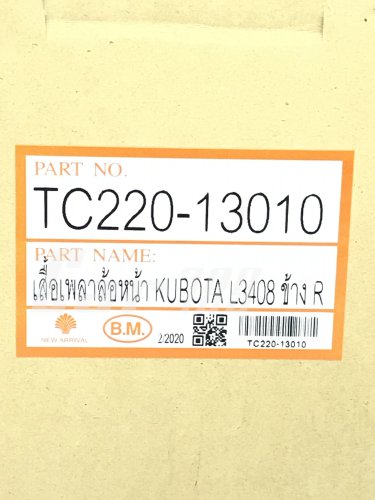 PART NO.
TC220-13010
PART NAME:
เสื้อเพลาล้อหน้า KUBOTA L3408 ข้าง R
NEW ARRIVAL
B.M.
2/2020
TC220-13010